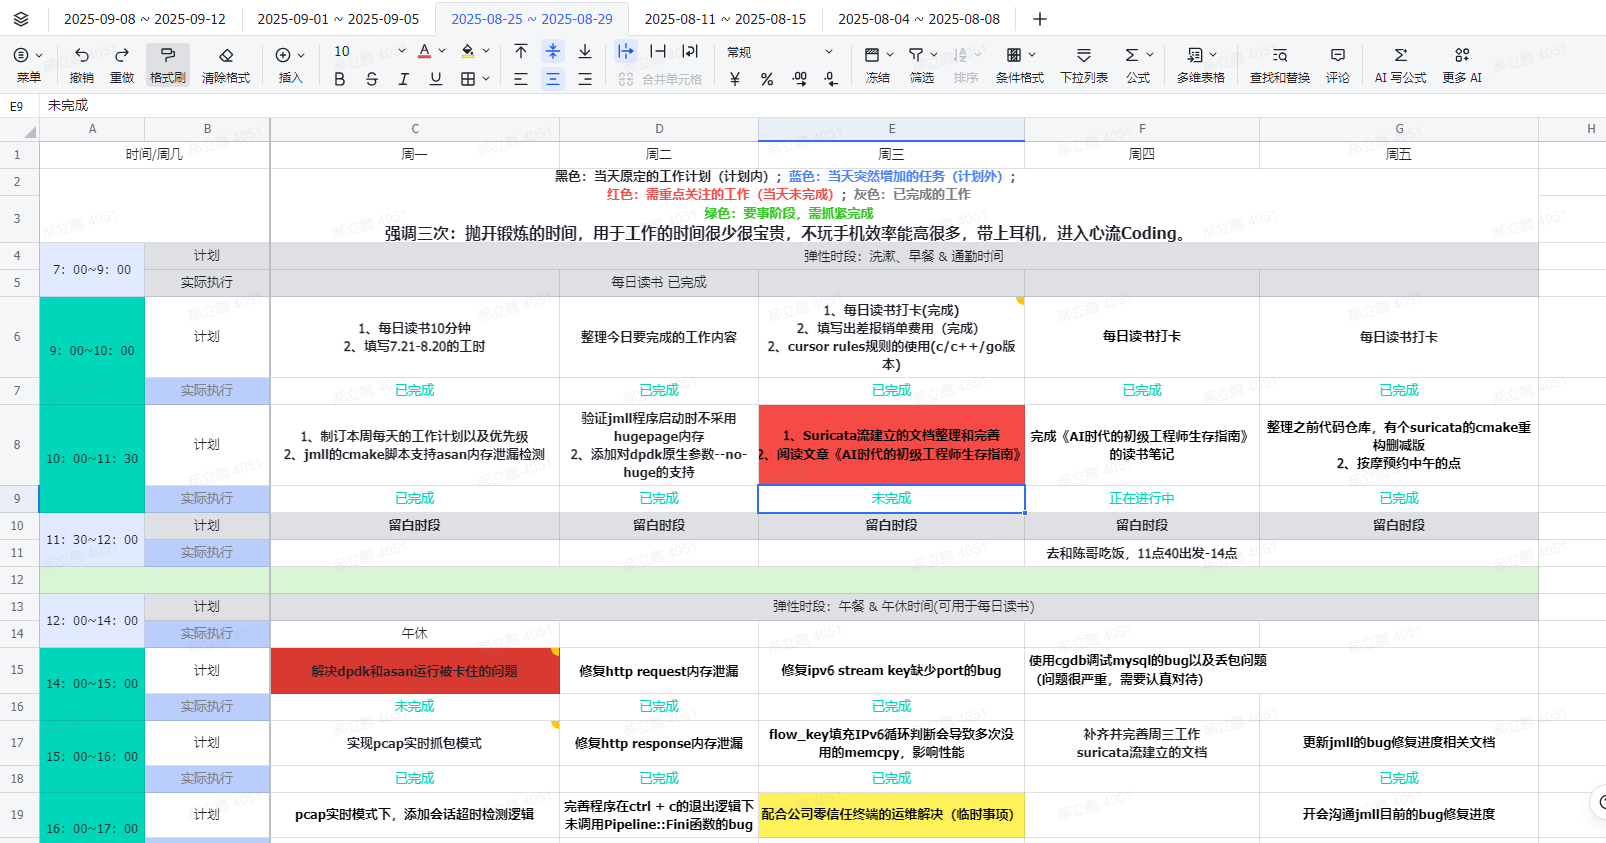 2025-09-08 ~ 2025-09-12 2025-09-01 ~ 2025-09-05 2025-08-25 ~ 2025-08-29 2025-08-11 ~ 2025-08-15 2025-08-04 ~ 2025-08-08
10 A 常规
菜单 撤销 重做 格式刷 清除格式 插入 B S I U 合并单元格 ¥ % .00 .0 冻结 筛选 排序 条件格式 下拉列表 公式 多维表格 查找和替换 评论 AI 写公式 更多 AI
E9 未完成
A B C D E F G H
1 时间/周几 周一 周二 周三 周四 周五
2 黑色：当天原定的工作计划（计划内）；蓝色：当天突然增加的任务（计划外）；
红色：需重点关注的工作（当天未完成）；灰色：已完成的工作
3 绿色：要事阶段，需抓紧完成
强调三次：抛开锻炼的时间，用于工作的时间很少很宝贵，不玩手机效率能高很多，带上耳机，进入心流Coding。
4 7：00~9：00 计划 弹性时段：洗漱、早餐 & 通勤时间
5 实际执行 每日读书 已完成
6 9：00~10：00 计划
1、每日读书10分钟
2、填写7.21-8.20的工时
整理今日要完成的工作内容
1、每日读书打卡(完成)
2、填写出差报销单费用（完成）
2、cursor rules规则的使用(c/c++/go版
本)
每日读书打卡
每日读书打卡
7 实际执行 已完成 已完成 已完成 已完成 已完成
8 10：00~11：30 计划
1、制订本周每天的工作计划以及优先级
2、jmll的cmake脚本支持asan内存泄漏检测
验证jmll程序启动时不采用
hugepage内存
2、添加对dpdk原生参数--no-
huge的支持
1、Suricata流建立的文档整理和完善
2、阅读文章《AI时代的初级工程师生存指南》
完成《AI时代的初级工程师生存指南》
的读书笔记
整理之前代码仓库，有个suricata的cmake重
构删减版
2、按摩预约中午的点
9 实际执行 已完成 已完成 未完成 正在进行中 已完成
10 11：30~12：00 计划 留白时段 留白时段 留白时段 留白时段 留白时段
11 实际执行 去和陈哥吃饭，11点40出发-14点
12
13 12：00~14：00 计划 弹性时段：午餐 & 午休时间(可用于每日读书)
14 实际执行 午休
15 14：00~15：00 计划 解决dpdk和asan运行被卡住的问题 修复http request内存泄漏 修复ipv6 stream key缺少port的bug
使用cgdb调试mysql的bug以及丢包问题
（问题很严重，需要认真对待）
16 实际执行 未完成 已完成 已完成
17 15：00~16：00 计划 实现pcap实时抓包模式 修复http response内存泄漏
flow_key填充IPv6循环判断会导致多次没
用的memcpy，影响性能
补齐并完善周三工作
suricata流建立的文档
更新jmll的bug修复进度相关文档
18 实际执行 已完成 已完成 已完成 已完成
19 16：00~17：00 计划 pcap实时模式下，添加会话超时检测逻辑
完善程序在ctrl + c的退出逻辑下
未调用Pipeline::Fini函数的bug
配合公司零信任终端的运维解决（临时事项）
开会沟通jmll目前的bug修复进度
郝立鹏 4051